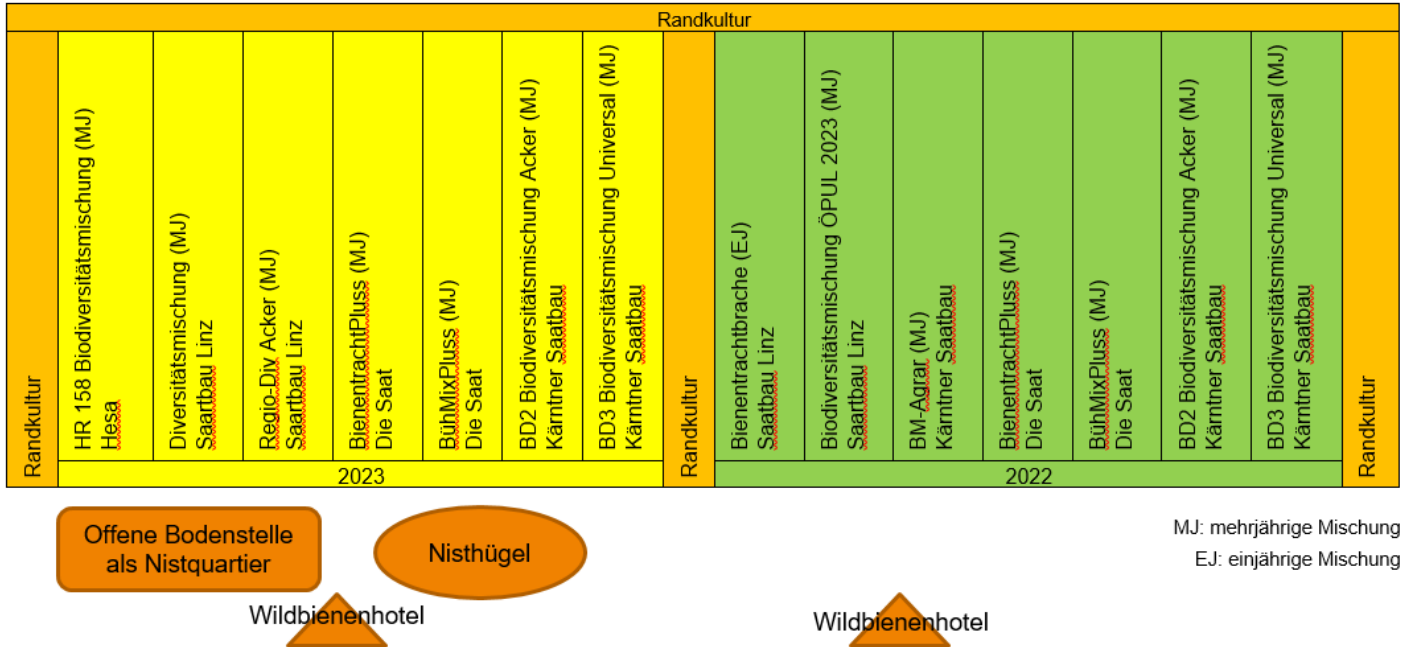 Randkultur
Randkultur
HR 158 Biodiversitätsmischung (MJ)
Hesa
Diversitätsmischung (MJ)
Saartbau Linz
Regio-Div Acker (MJ)
Saartbau Linz
BienentrachtPluss (MJ)
Die Saat
BühMixPluss (MJ)
Die Saat
BD2 Biodiversitätsmischung Acker (MJ)
Kärntner Saatbau
BD3 Biodiversitätsmischung Universal (MJ)
Kärntner Saatbau
2023
Randkultur
Bienentrachtbrache (EJ)
Saatbau Linz
Biodiversitätsmischung ÖPUL 2023 (MJ)
Saartbau Linz
BM-Agrar (MJ)
Kärntner Saatbau
BienentrachtPluss (MJ)
Die Saat
BühMixPluss (MJ)
Die Saat
BD2 Biodiversitätsmischung Acker (MJ)
Kärntner Saatbau
BD3 Biodiversitätsmischung Universal (MJ)
Kärntner Saatbau
2022
Randkultur
Offene Bodenstelle
als Nistquartier
Nisthügel
MJ: mehrjährige Mischung
EJ: einjährige Mischung
Wildbienenhotel
Wildbienenhotel